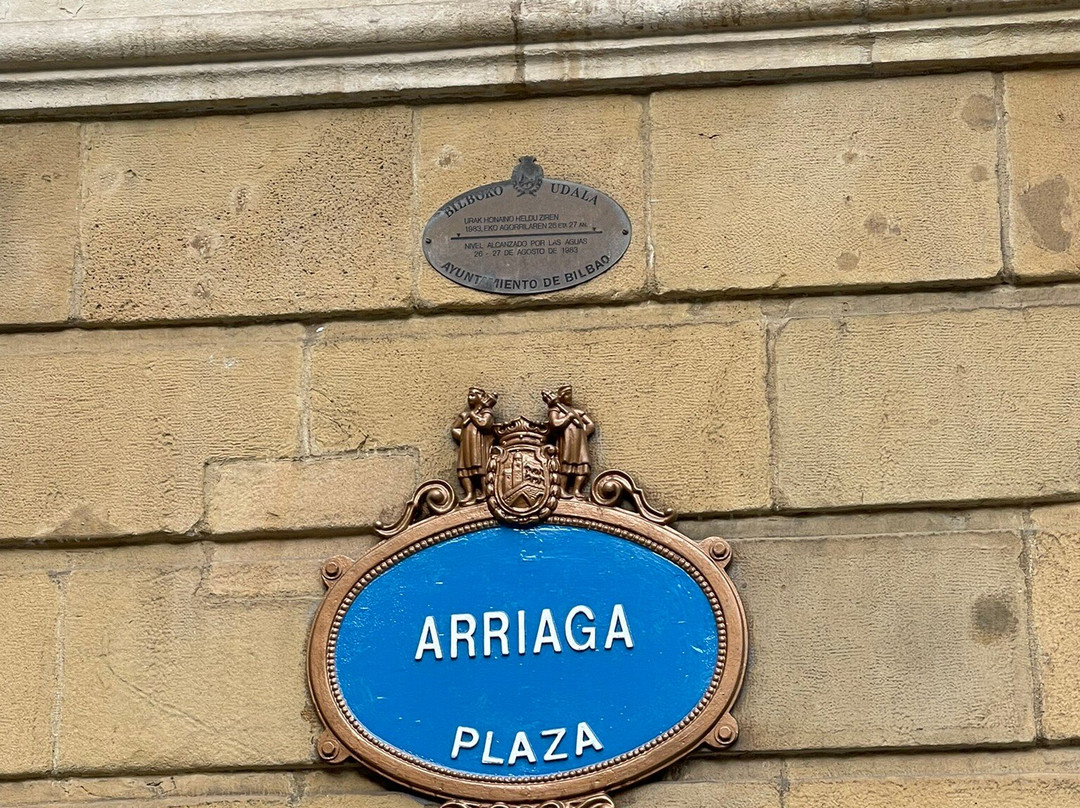 BILBOKO UDALA
URAK HONAINO HELDU ZIREN
1983.EKO AGORRILAREN 26 ETA 27 AN.
NIVEL ALCANZADO POR LAS AGUAS
26 - 27 DE AGOSTO DE 1983
AYUNTAMIENTO DE BILBAO
ARRIAGA
PLAZA